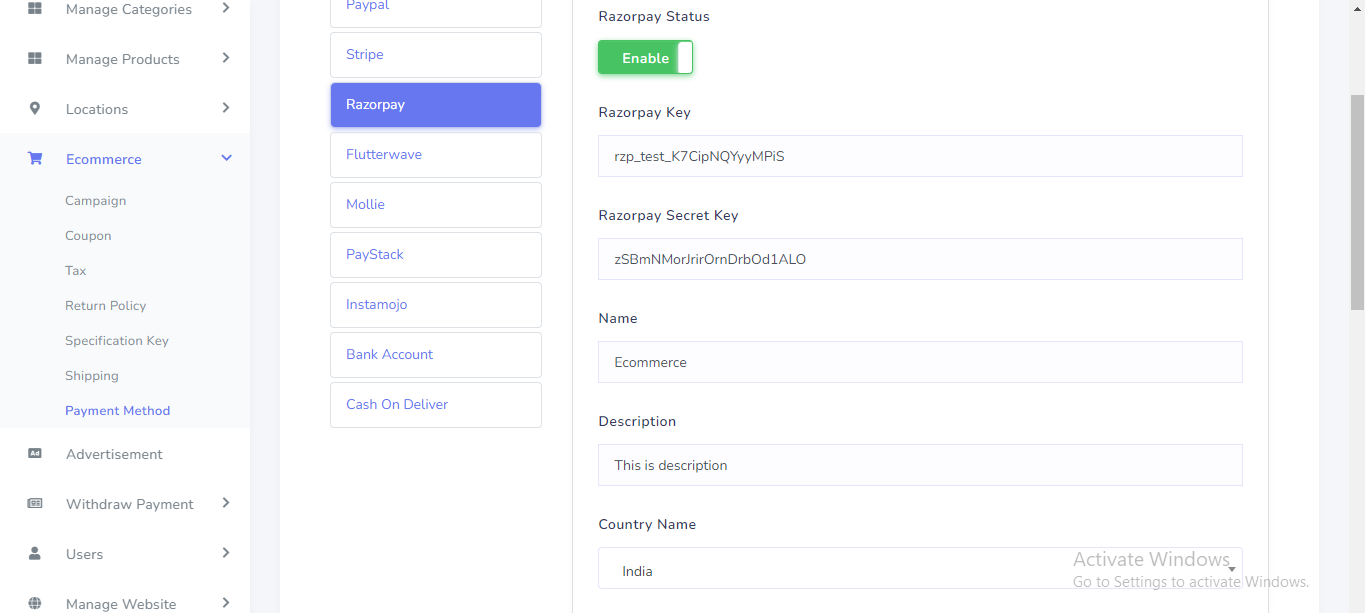 Manage Categories
Manage Products
Locations
Ecommerce
Campaign
Coupon
Tax
Return Policy
Specification Key
Shipping
Payment Method
Ad
Advertisement
Withdraw Payment
Users
Manage Website
Paypal
Stripe
Razorpay
Flutterwave
Mollie
PayStack
Instamojo
Bank Account
Cash On Deliver
Razorpay Status
Enable
Razorpay Key
rzp_test_K7CipNQYyyMPiS
Razorpay Secret Key
zSBmNMorJrirOrnDrbOd1ALO
Name
Ecommerce
Description
This is description
Country Name
India
Activate Windows
Go to Settings to activate Windows.